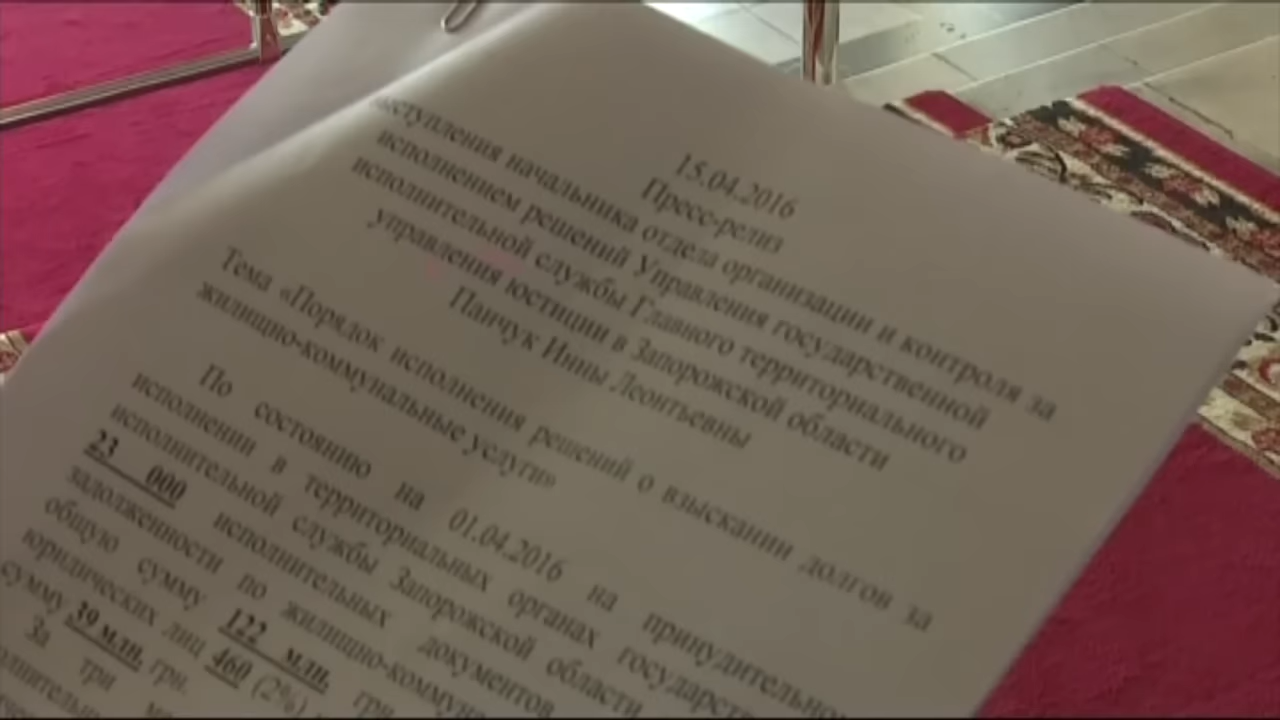 15.04.2016
Пресс-релиз
выступления начальника отдела организации и контроля за
исполнением решений Управления государственной
исполнительной службы Главного территориального
управления юстиции в Запорожской области
Панчук Инны Леонтьевны
Тема «Порядок исполнения решений о взыскании долгов за
жилищно-коммунальные услуги»
По состоянию на 01.04.2016 на принудительном
исполнении в территориальных органах государств
исполнительной службы Запорожской области
23 000 исполнительных документов
задолженности по жилищно-коммун
общую сумму 122 млн. грн
юридических лиц 460 (2%)
сумму 39 млн. грн.
За три